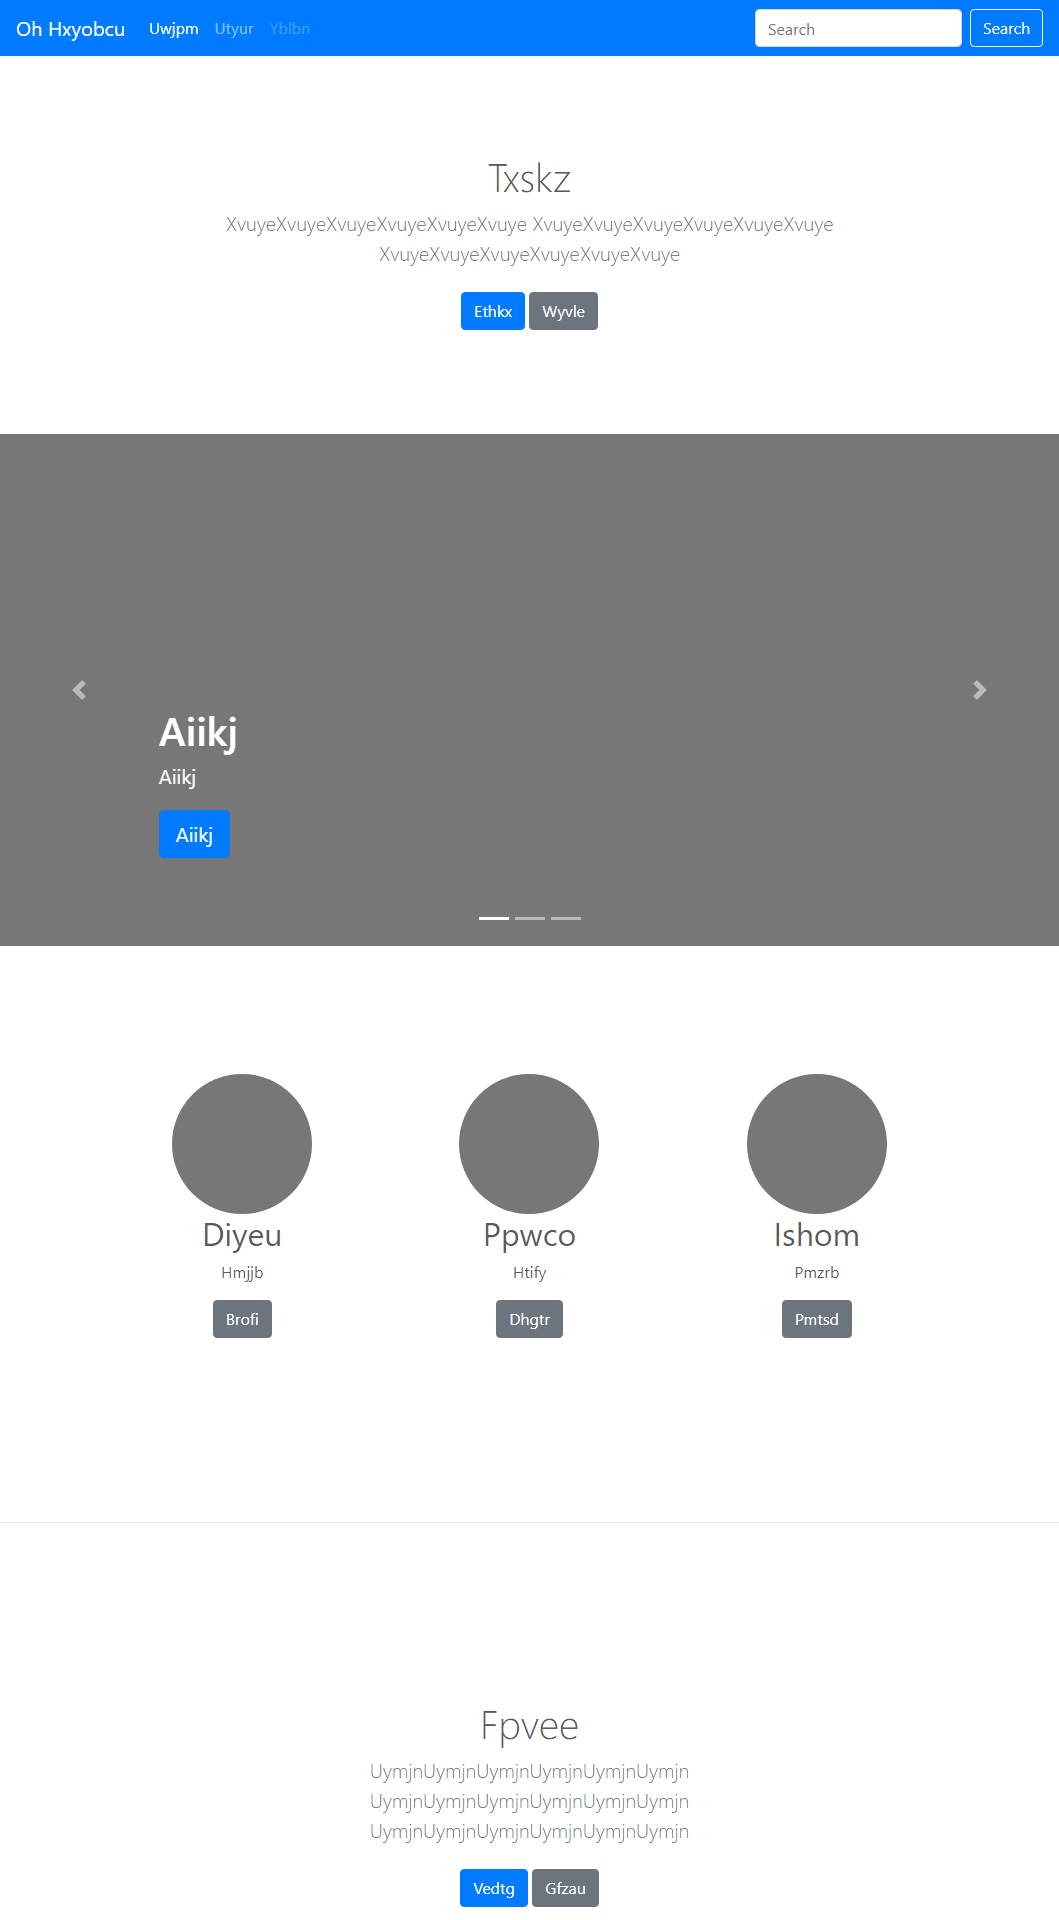 Oh Hxyobcu Uwjpm Utyur Yblbn Search Search
Txskz
XvuyeXvuyeXvuyeXvuyeXvuyeXvuye XvuyeXvuyeXvuyeXvuyeXvuyeXvuye
XvuyeXvuyeXvuyeXvuyeXvuyeXvuye
Ethkx Wyvle
Aiikj
Aiikj
Aiikj
Diyeu Ppwco Ishom
Hmjjb Htify Pmzrb
Brofi Dhgtr Pmtsd
Fpvee
UymjnUymjnUymjnUymjnUymjnUymjn
UymjnUymjnUymjnUymjnUymjnUymjn
UymjnUymjnUymjnUymjnUymjnUymjn
Vedtg Gfzau